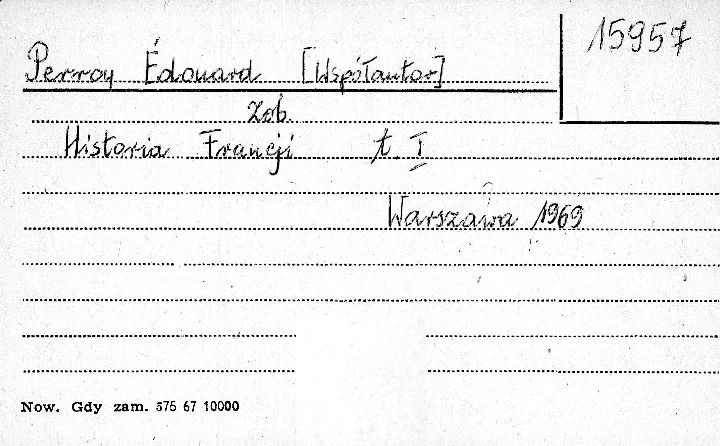 15957
Perroy Édouard [Współautor]
Zob.
Historia Francji t. I
Warszawa 1969
Now. Gdy zam. 575 67 10000